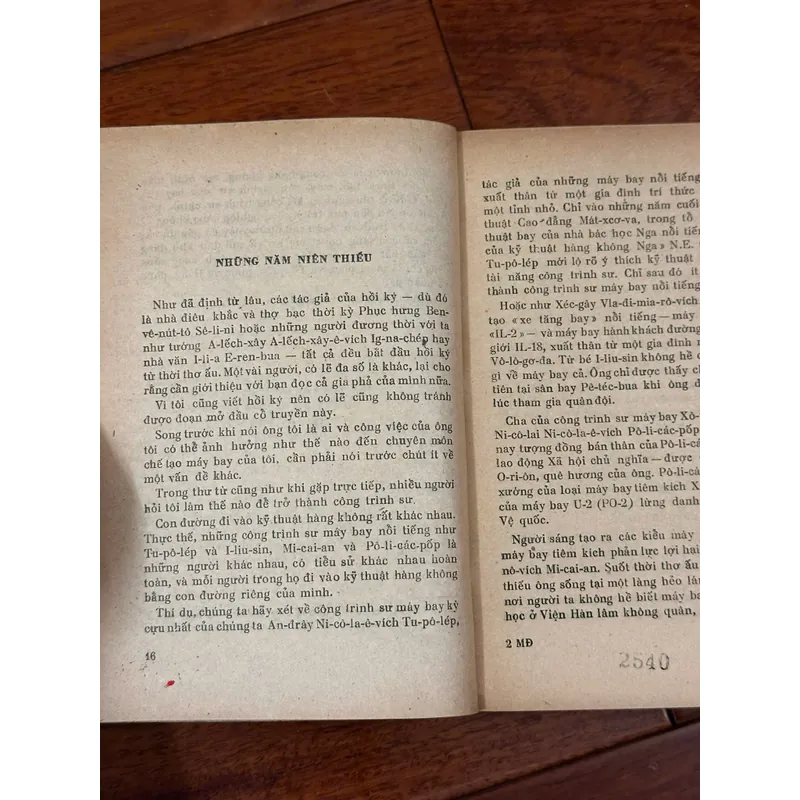 NHỮNG NĂM NIÊN THIẾU
Như đã định từ lâu, các tác giả của hồi ký — dù đó
là nhà điêu khắc và thợ bạc thời kỳ Phục hưng Ben-
vê-nút-tô Sê-li-ni hoặc những người đương thời với ta
như tướng A-lếch-xây A-lếch-xây-ê-vích Ig-na-chép hay
nhà văn I-li-a E-ren-bua — tất cả đều bắt đầu hồi ký
từ thời thơ ấu. Một vài người, có lẽ đa số là khác, lại cho
rằng cần giới thiệu với bạn đọc cả gia phả của mình nữa.
Vì tôi cũng viết hồi ký nên có lẽ cũng không tránh
được đoạn mở đầu cổ truyền này.
Song trước khi nói ông tôi là ai và công việc của ông
tôi có thể ảnh hưởng như thế nào đến chuyên môn
chế tạo máy bay của tôi, cần phải nói trước chút ít về
một vấn đề khác.
Trong thư từ cũng như khi gặp trực tiếp, nhiều người
hỏi tôi làm thế nào để trở thành công trình sư.
Con đường đi vào kỹ thuật hàng không rất khác nhau.
Thực thế, những công trình sư máy bay nổi tiếng như
Tu-pô-lép và I-liu-sin, Mi-cai-an và Pô-li-các-pốp là
những người khác nhau, có tiểu sử khác nhau hoàn
toàn, và mỗi người trong họ đi vào kỹ thuật hàng không
bằng con đường riêng của mình.
Thí dụ, chúng ta hãy xét về công trình sư máy bay kỳ
cựu nhất của chúng ta An-đrây Ni-cô-la-ê-vích Tu-pô-lép,
16
tác giả của những máy bay nổi tiếng
xuất thân từ một gia đình trí thức
một tỉnh nhỏ. Chỉ vào những năm cuối
thuật Cao đẳng Mát-xcơ-va, trong tổ
thuật bay của nhà bác học Nga nổi tiến
của kỹ thuật hàng không Nga» N.E.
Tu-pô-lép mới lộ rõ ý thích kỹ thuật
tài năng công trình sư. Chỉ sau đó ít
thành công trình sư máy bay nổi tiếng
Hoặc như Xéc-gây Vla-đi-mia-rô-vích
tạo «xe tăng bay» nổi tiếng — máy
«IL-2» — và máy bay hành khách đường
giới IL-18, xuất thân từ một gia đình n
Vô-lô-gơ-đa. Từ bé I-liu-sin không hề c
gì về máy bay cả. Ông chỉ được thấy ch
tiên tại sân bay Pê-téc-bua khi ông đ
lúc tham gia quân đội.
Cha của công trình sư máy bay Xô-
Ni-cô-lai Ni-cô-la-ê-vích Pô-li-các-pốp
nay tượng đồng bán thân của Pô-li-cá
lao động Xã hội chủ nghĩa — được
O-ri-ôn, quê hương của ông. Pô-li-cá
xưởng của loại máy bay tiêm kích X
của máy bay U-2 (PO-2) lừng danh
Vệ quốc.
Người sáng tạo ra các kiểu máy
máy bay tiêm kích phản lực lợi hại
nô-vích Mi-cai-an. Suốt thời thơ ấu
thiếu ông sống tại một làng hẻo lán
nơi người ta không hề biết máy ba
học ở Viện Hàn lâm không quân,
2 MĐ
2540